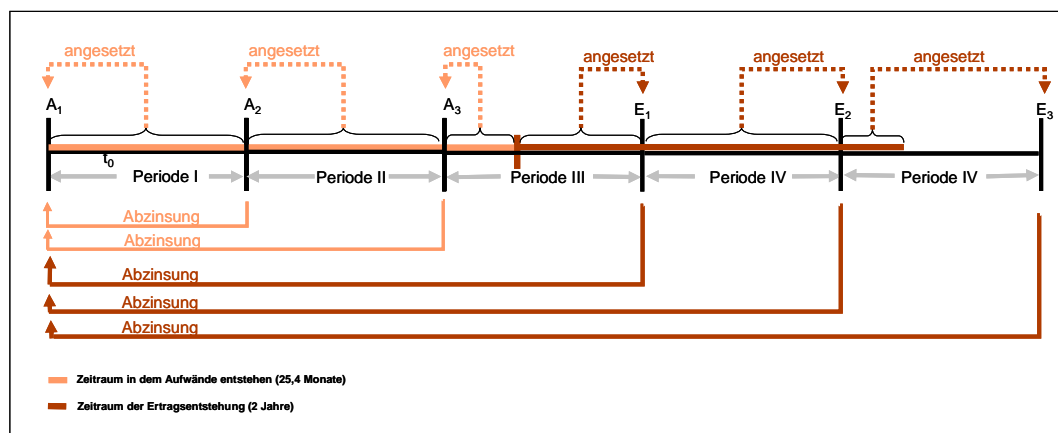 angesetzt angesetzt angesetzt angesetzt angesetzt angesetzt
A1 A2 A3 E1 E2 E3
t0
Periode I Periode II Periode III Periode IV Periode IV
Abzinsung
Abzinsung
Abzinsung
Abzinsung
Abzinsung
Zeitraum in dem Aufwände entstehen (25,4 Monate)
Zeitraum der Ertragsentstehung (2 Jahre)